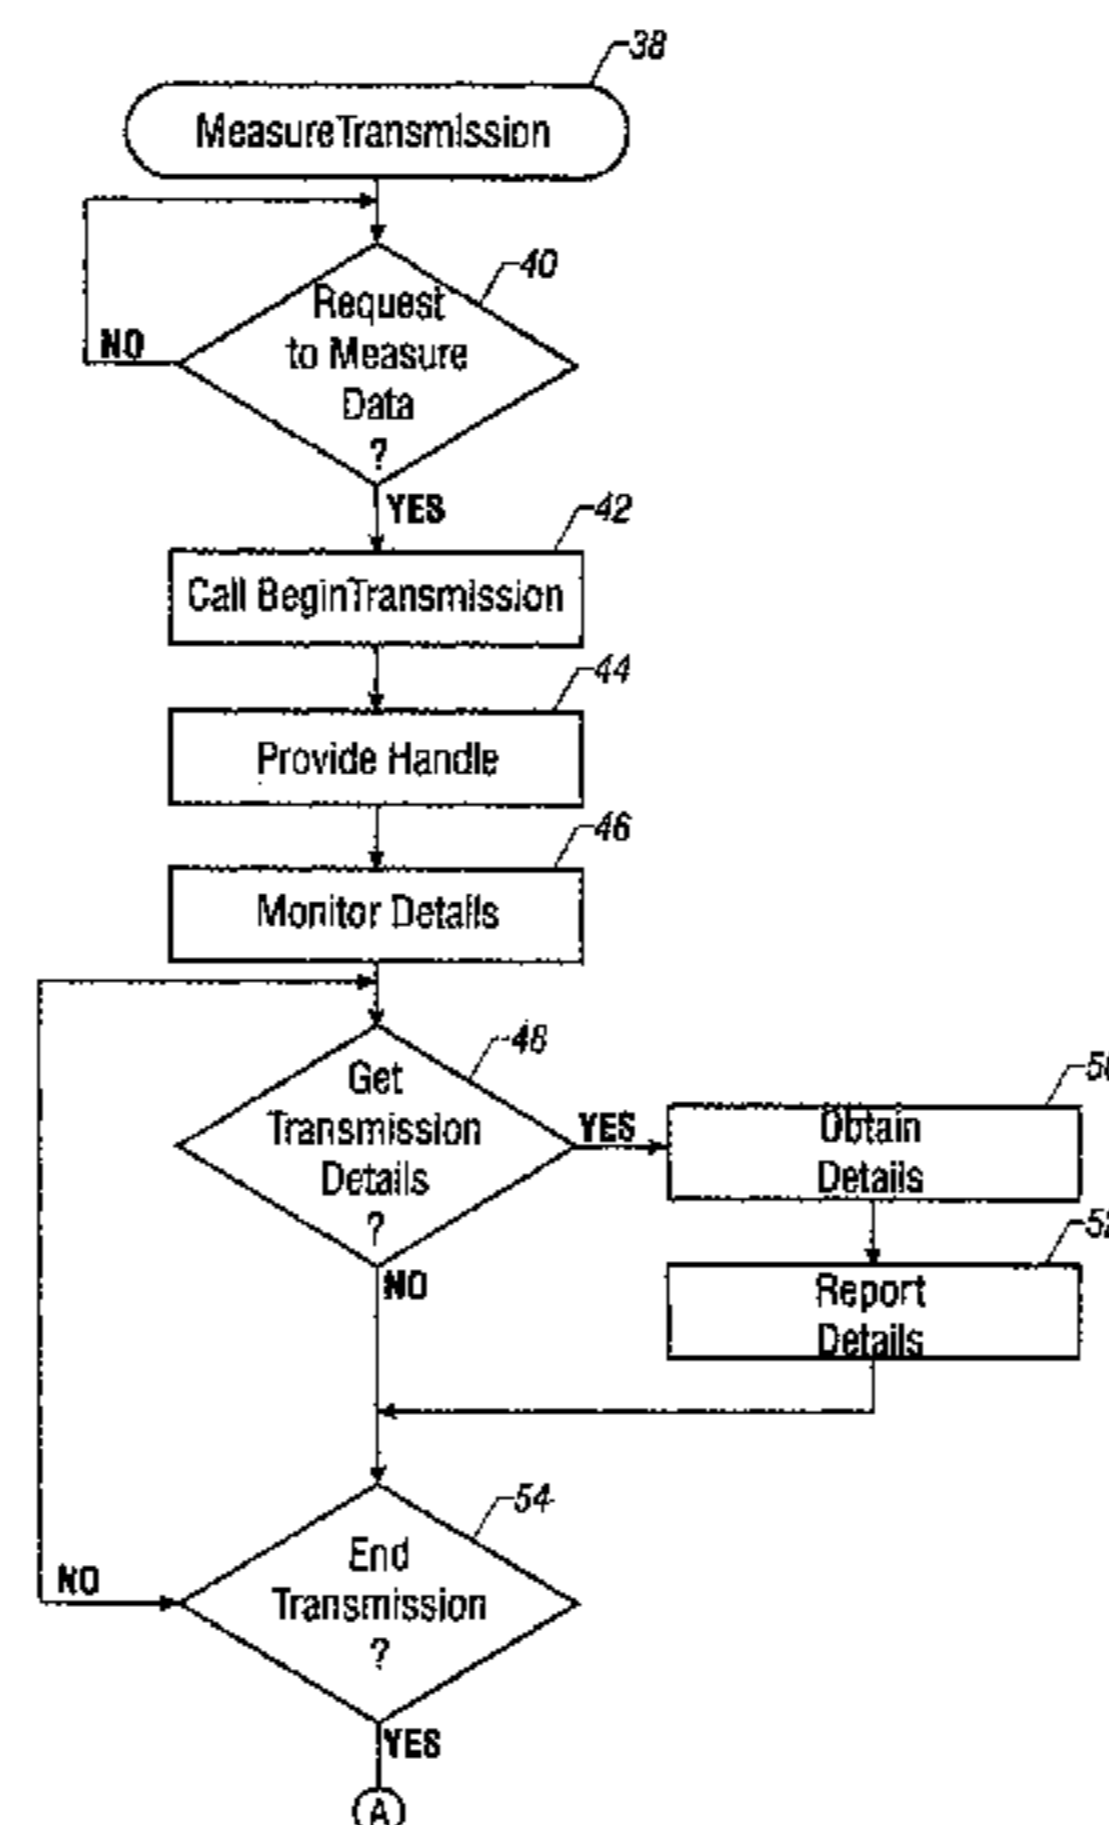 38
MeasureTransmission
40
Request
to Measure
Data
?
NO
YES
42
Call BeginTransmission
44
Provide Handle
46
Monitor Details
48
Get
Transmission
Details
?
YES
Obtain
Details
NO
Report
Details
54
End
Transmission
?
NO
YES
A